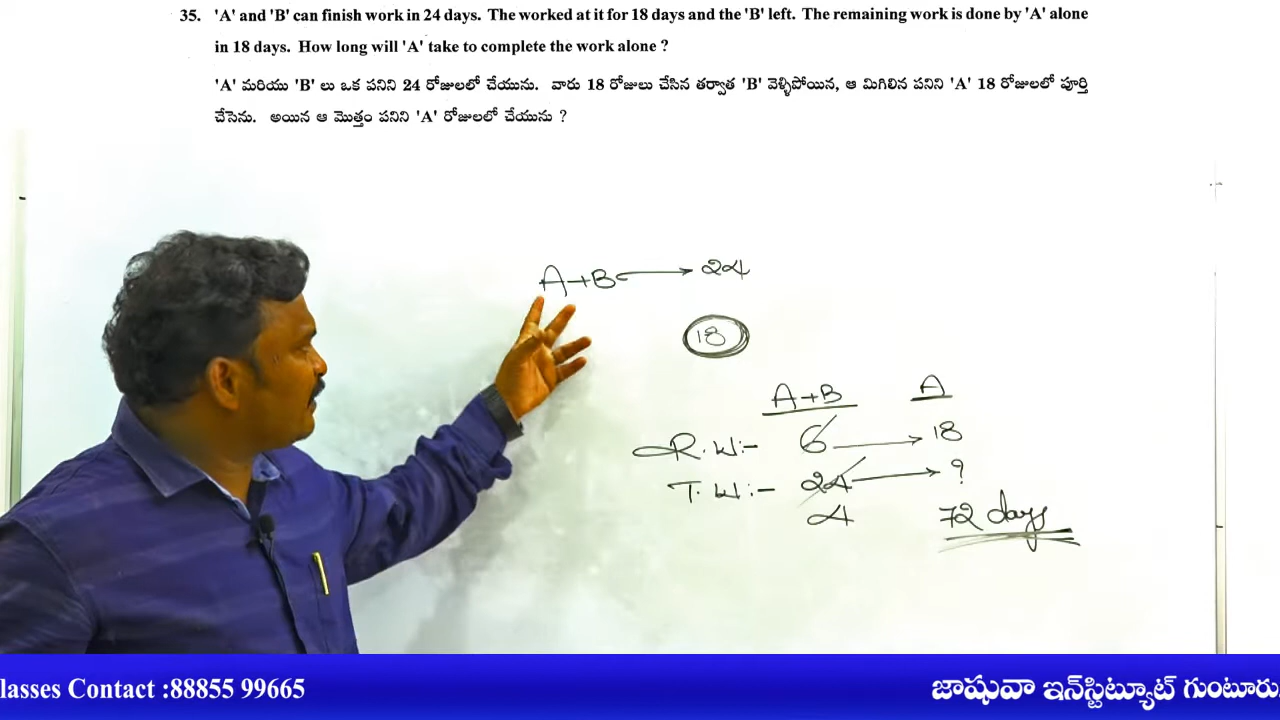 35. 'A' and 'B' can finish work in 24 days. The worked at it for 18 days and the 'B' left. The remaining work is done by 'A' alone
in 18 days. How long will 'A' take to complete the work alone ?
'A' మరియు 'B' లు ఒక పనిని 24 రోజులలో చేయును. వారు 18 రోజులు చేసిన తర్వాత 'B' వెళ్ళిపోయిన, ఆ మిగిలిన పనిని 'A' 18 రోజులలో పూర్తి
చేసెను. అయిన ఆ మొత్తం పనిని 'A' రోజులలో చేయును ?
A+B → 24
18
A+B A
R.W:- 6 → 18
T.W:- 24 → ?
4 72 days
lasses Contact :88855 99665 జాషువా ఇన్‌స్టిట్యూట్ గుంటూరు.